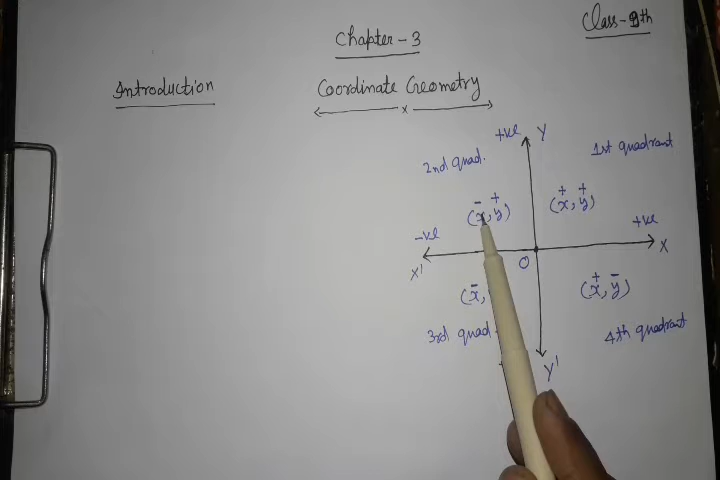 Class-9th
Chapter-3
Introduction
Coordinate Geometry
x
+ve Y
1st quadrant
2nd quad.
- +
(x, y)
+ +
(x, y)
-ve
+ve
X'
O
X
-
(x,
+ -
(x, y)
3rd quad
4th quadrant
Y'